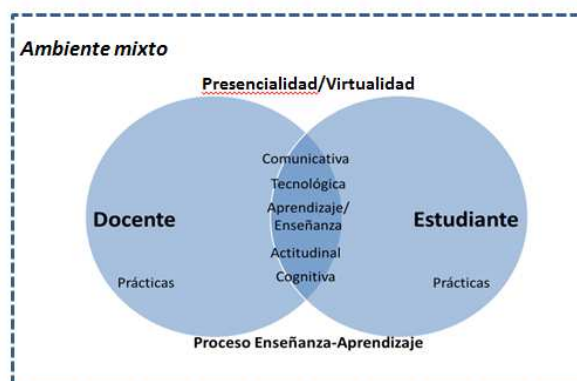 Ambiente mixto
Presencialidad/Virtualidad
Comunicativa
Tecnológica
Aprendizaje/
Enseñanza
Docente
Estudiante
Actitudinal
Cognitiva
Prácticas
Prácticas
Proceso Enseñanza-Aprendizaje